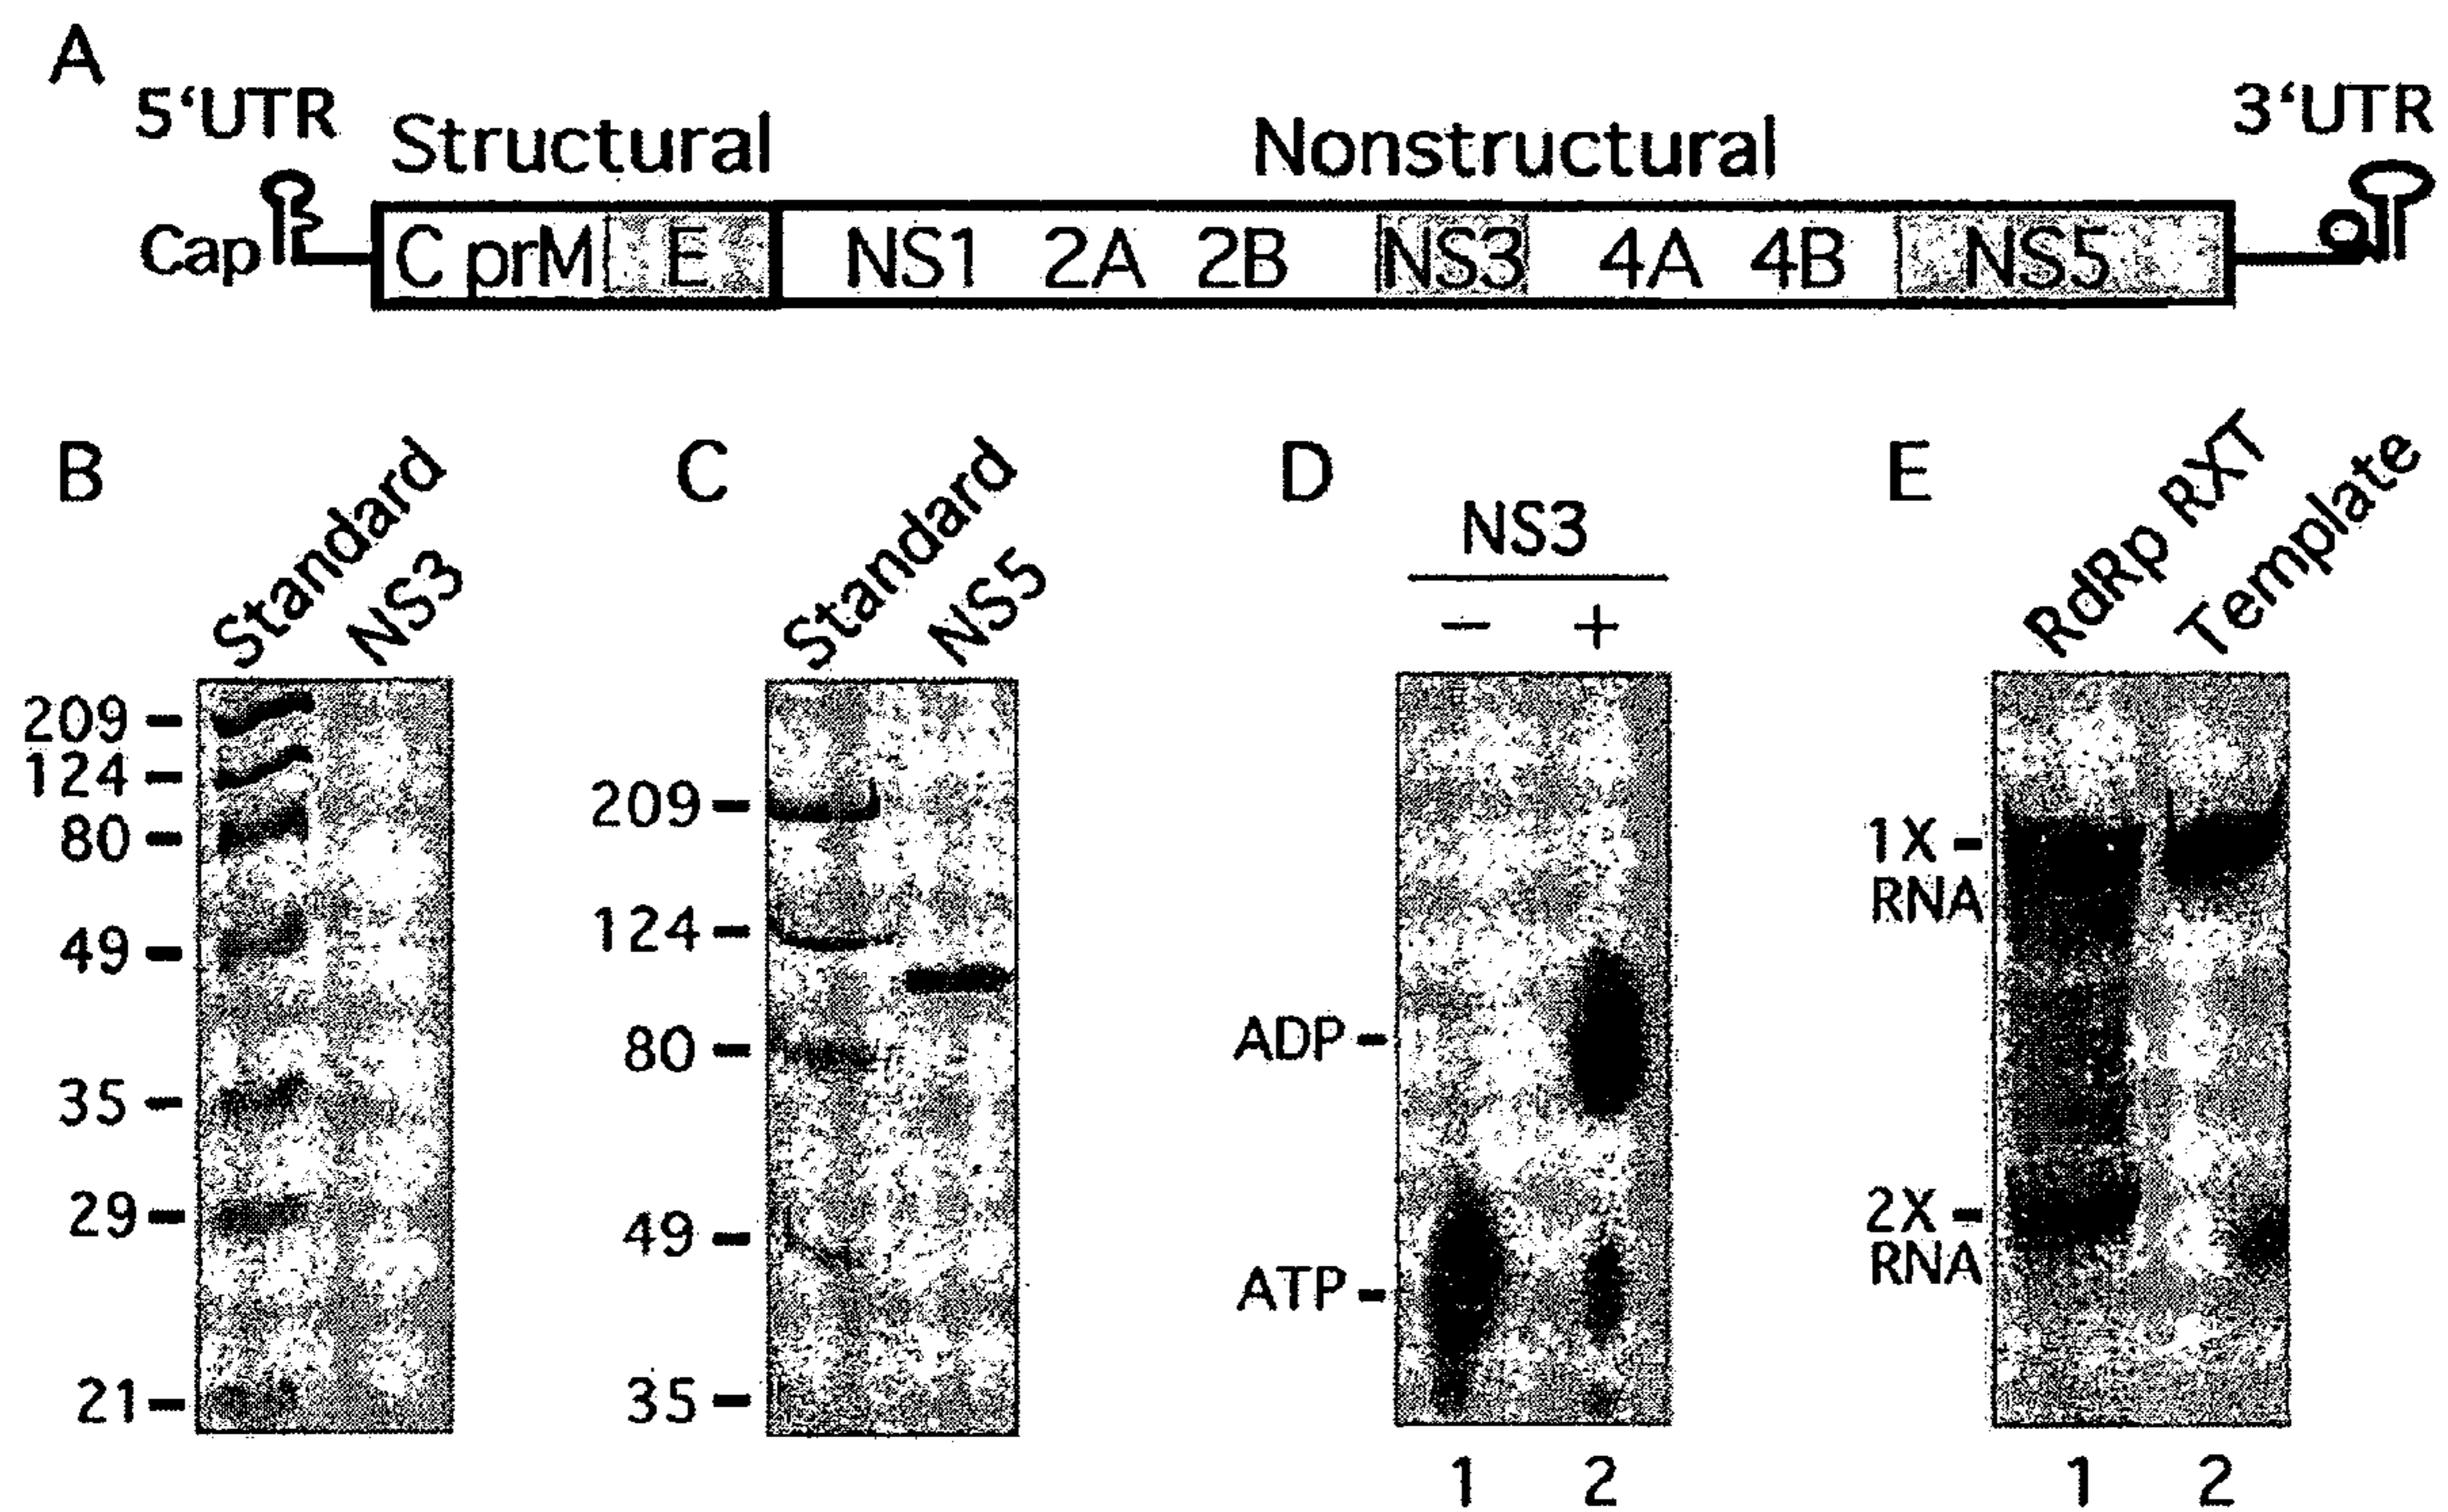 A
5‘UTR
Structural
Nonstructural
3‘UTR
Cap
C prM E NS1 2A 2B NS3 4A 4B NS5
B
Standard
NS3
209
124
80
49
35
29
21
C
Standard
NS5
209
124
80
49
35
D
NS3
− +
ADP
ATP
1 2
E
RdRp RXT
Template
1X
RNA
2X
RNA
1 2